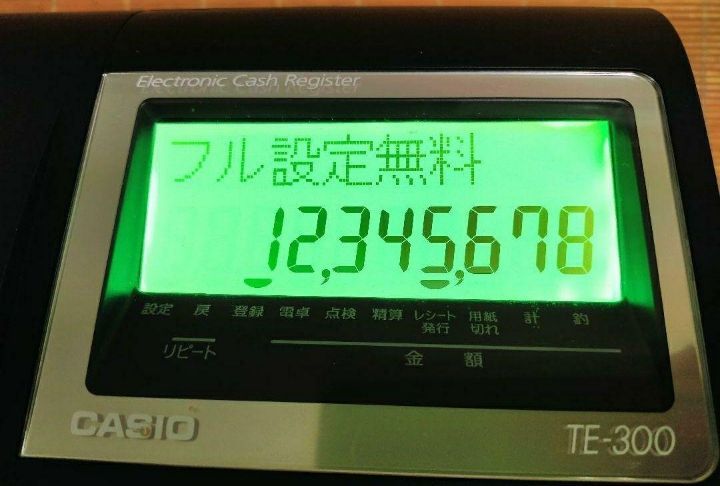 Electronic Cash Register
フル設定無料
12,345,678
設定 戻 登録 電卓 点検 精算 レシート発行 用紙切れ 計 釣
リピート 金額
CASIO TE-300